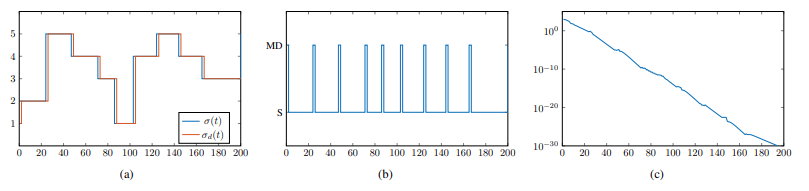 5
4
3
2
1
0 20 40 60 80 100 120 140 160 180 200
σ(t)
σ_d(t)
(a)
MD
S
0 20 40 60 80 100 120 140 160 180 200
(b)
10^0
10^−10
10^−20
10^−30
0 20 40 60 80 100 120 140 160 180 200
(c)